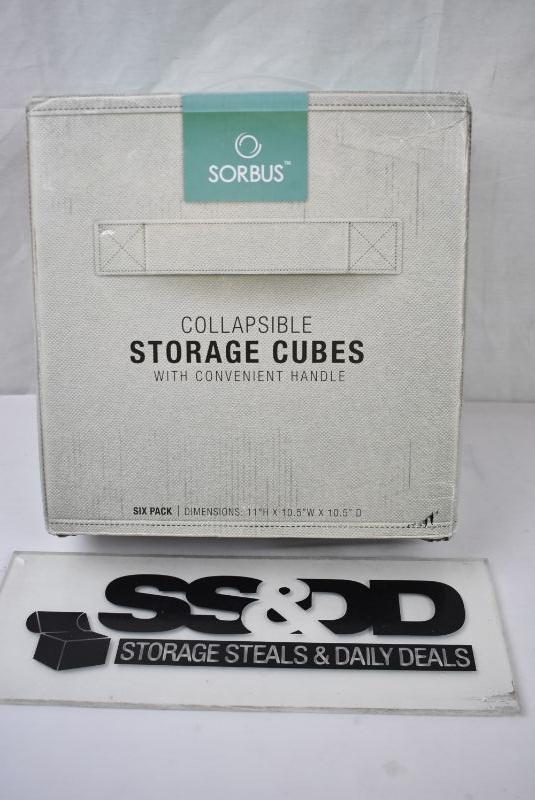 SORBUS™
COLLAPSIBLE
STORAGE CUBES
WITH CONVENIENT HANDLE
SIX PACK | DIMENSIONS: 11"H X 10.5"W X 10.5" D
SS&DD
STORAGE STEALS & DAILY DEALS